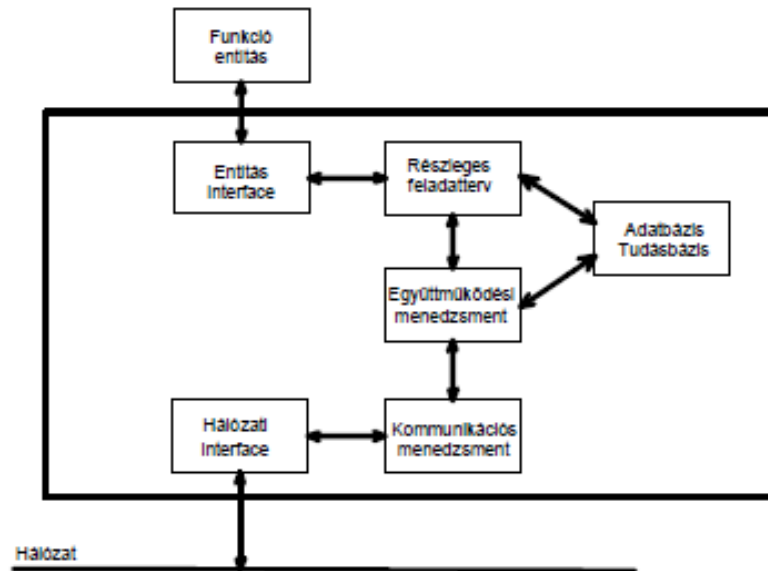 Funkció
entitás
Entitás
Interface
Részleges
feladatterv
Adatbázis
Tudásbázis
Együttműködési
menedzsment
Hálózati
Interface
Kommunikációs
menedzsment
Hálózat